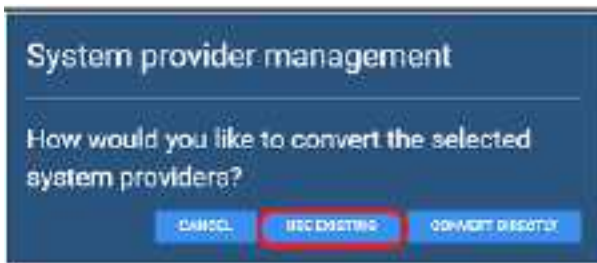 System provider management
How would you like to convert the selected
system providers?
CANCEL USE EXISTING CONVERT DIRECTLY